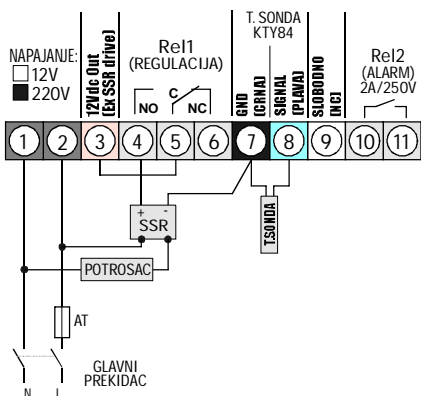 T. SONDA
KTY84
NAPAJANJE:
12V
220V
12Vdc Out
(Ex SSR drive)
Rel1
(REGULACIJA)
C
NO
NC
GND
(CRNA)
SIGNAL
(PLAVA)
SLOBODNO
(NC)
Rel2
(ALARM)
2A/250V
1 2 3 4 5 6 7 8 9 10 11
+ -
SSR
T.SONDA
POTROSAC
AT
GLAVNI
PREKIDAC
N L